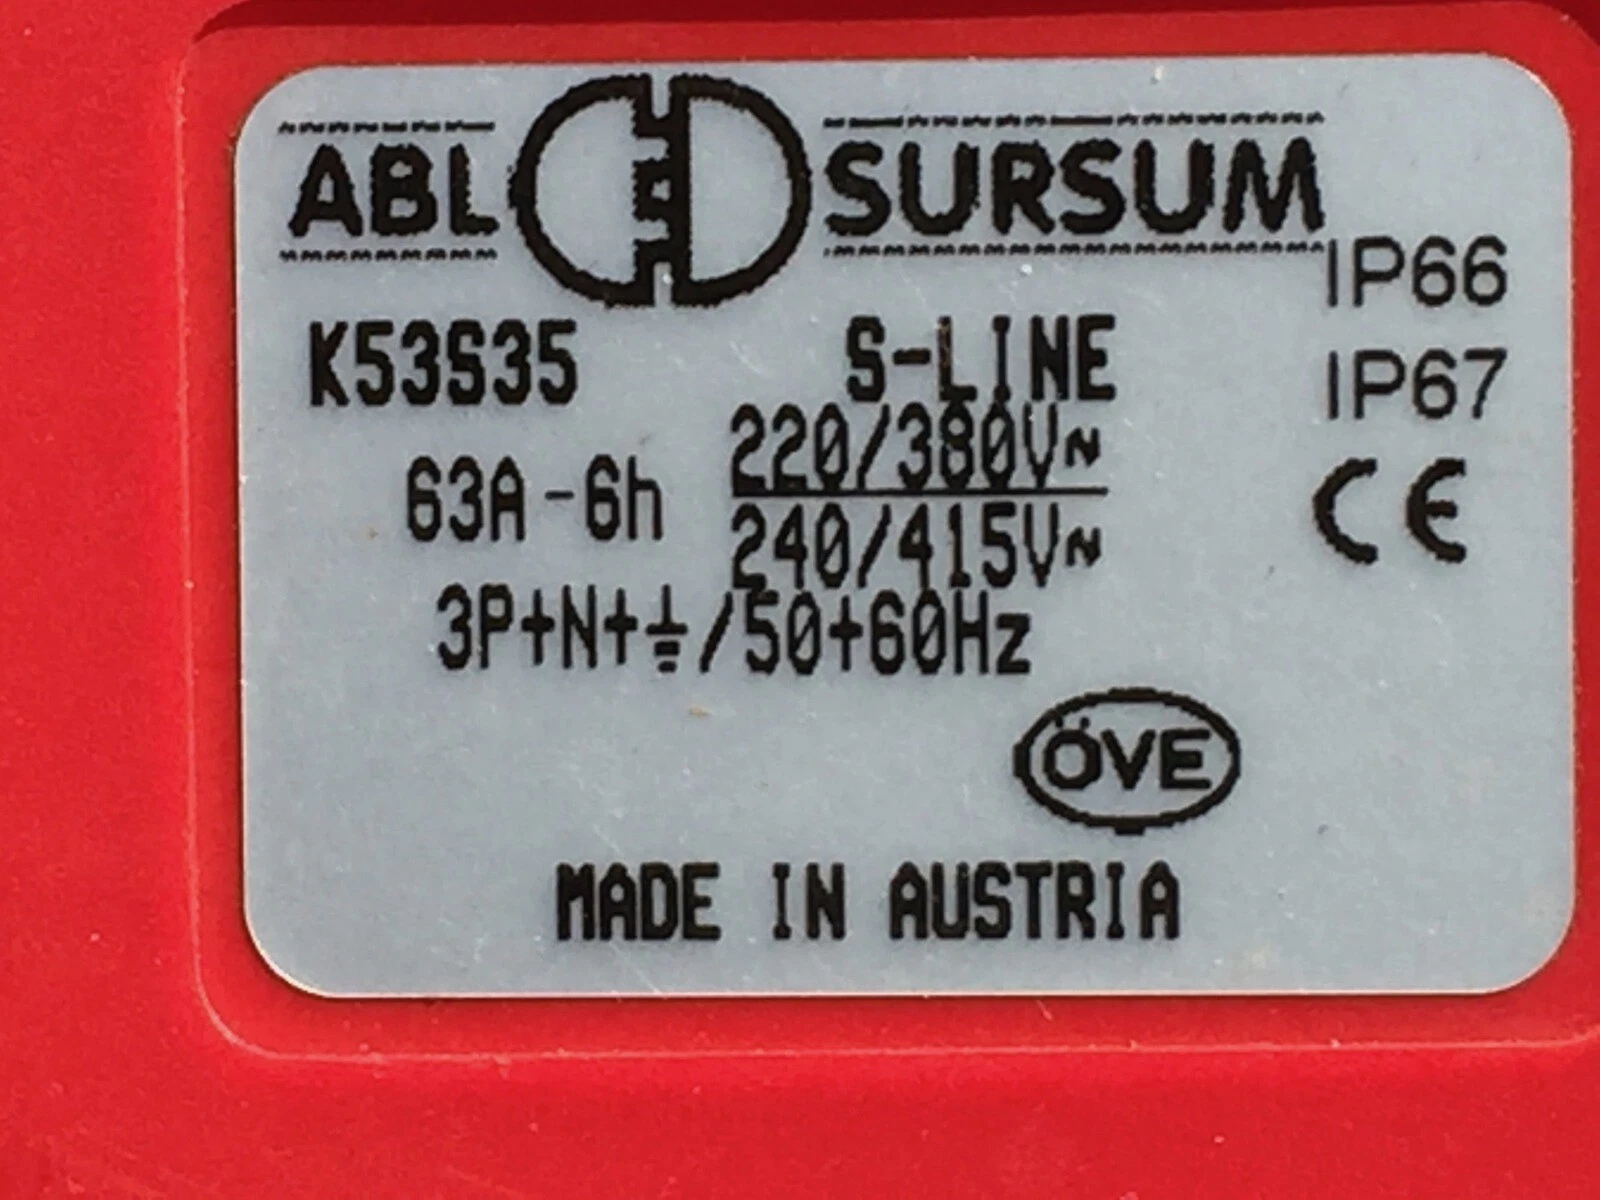 ABL SURSUM
IP66
K53S35 S-LINE
IP67
220/380V~
63A-6h
240/415V~
CE
3P+N+⏚/50+60Hz
ÖVE
MADE IN AUSTRIA